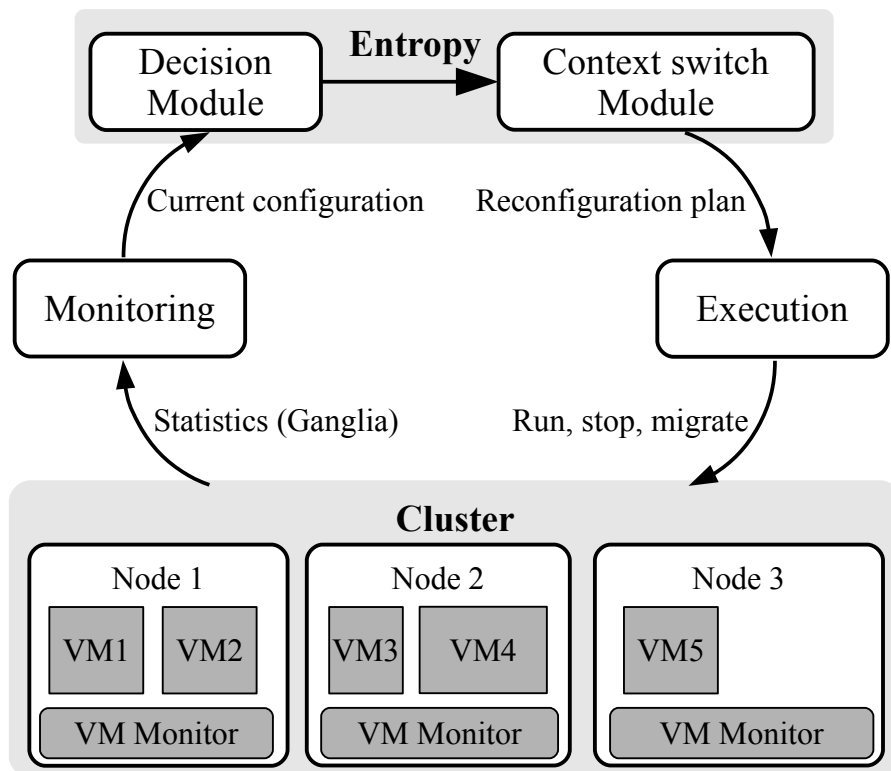 Entropy
Decision
Module
Context switch
Module
Current configuration
Reconfiguration plan
Monitoring
Execution
Statistics (Ganglia)
Run, stop, migrate
Cluster
Node 1
Node 2
Node 3
VM1
VM2
VM3
VM4
VM5
VM Monitor
VM Monitor
VM Monitor